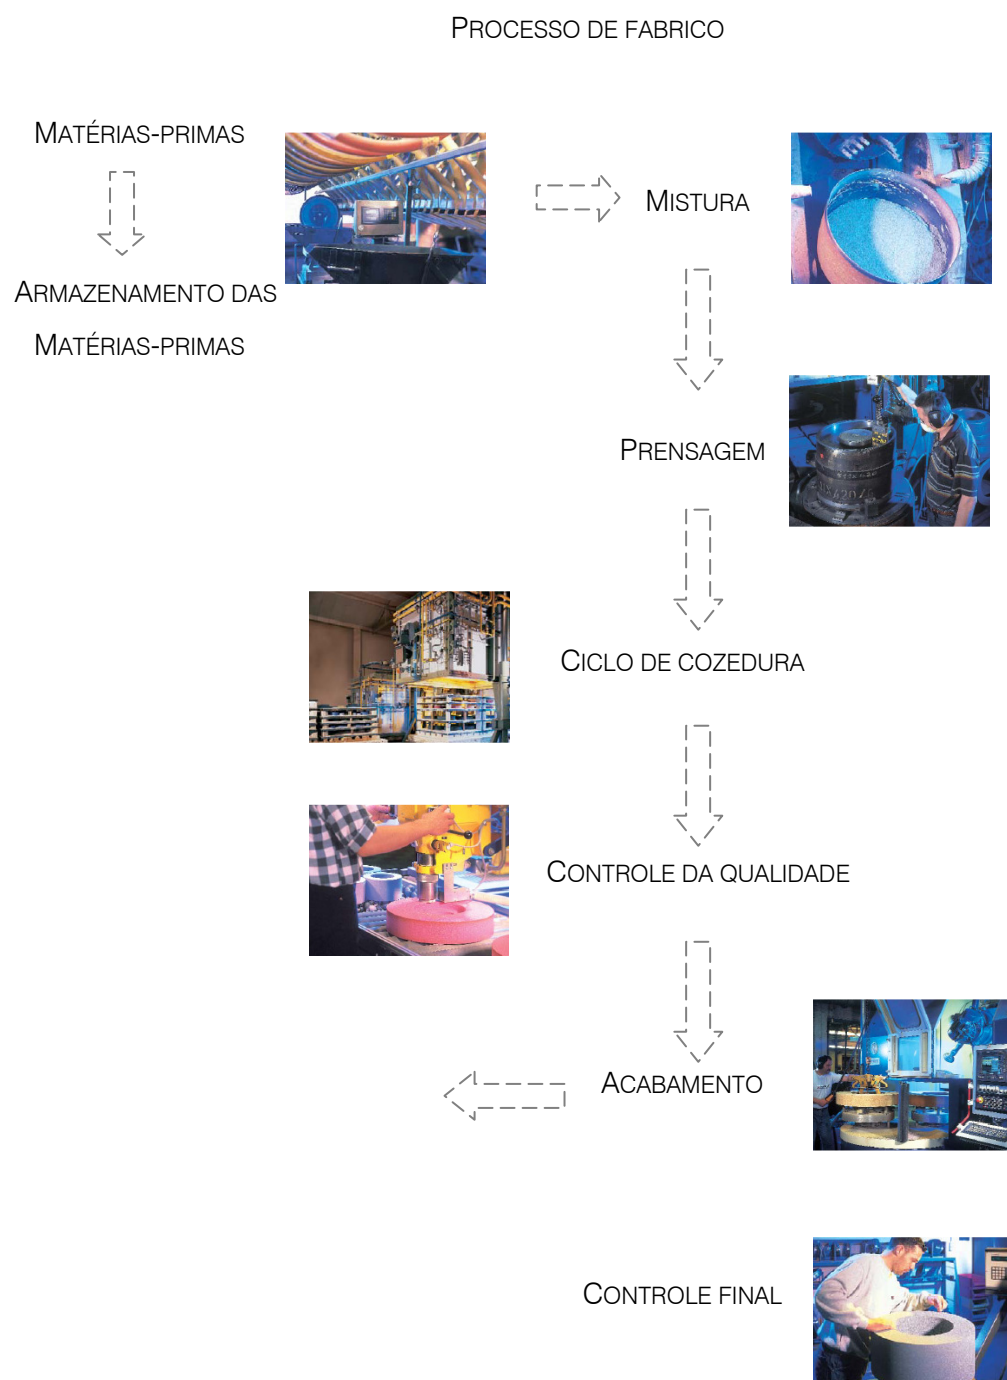 PROCESSO DE FABRICO
MATÉRIAS-PRIMAS
MISTURA
ARMAZENAMENTO DAS
MATÉRIAS-PRIMAS
PRENSAGEM
CICLO DE COZEDURA
CONTROLE DA QUALIDADE
ACABAMENTO
CONTROLE FINAL